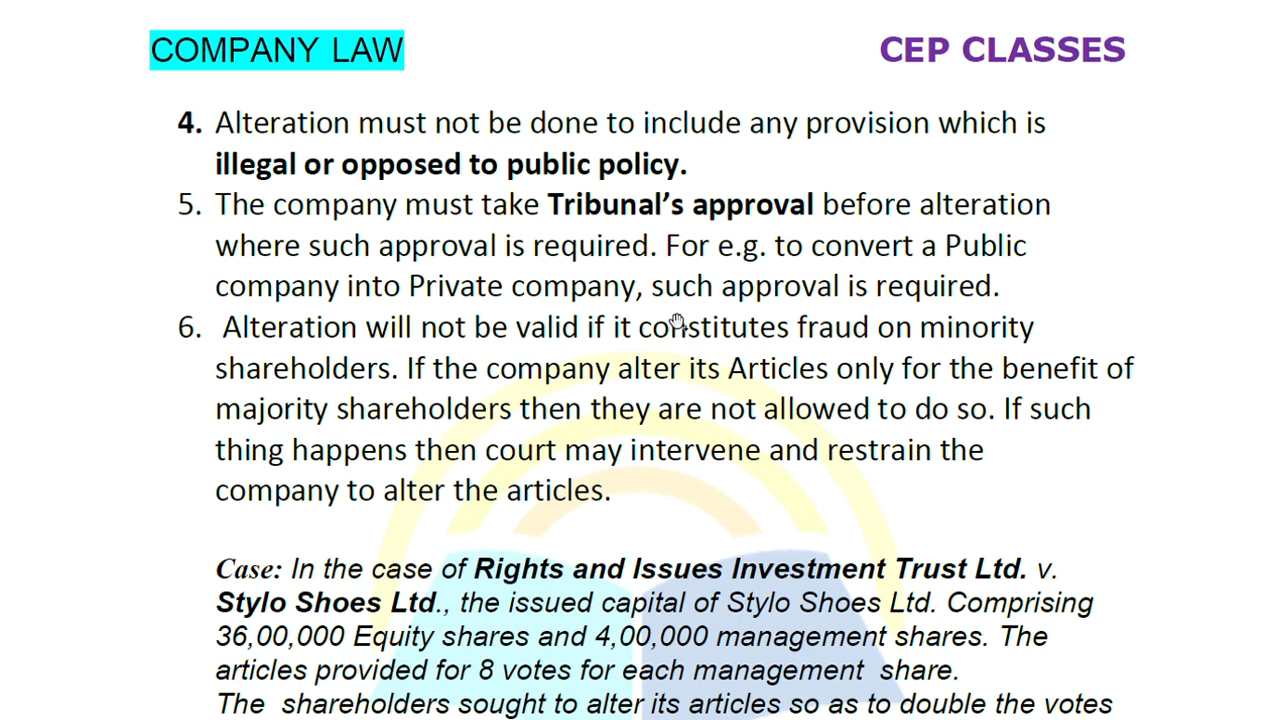 COMPANY LAW
CEP CLASSES
4. Alteration must not be done to include any provision which is
illegal or opposed to public policy.
5. The company must take Tribunal's approval before alteration
where such approval is required. For e.g. to convert a Public
company into Private company, such approval is required.
6. Alteration will not be valid if it constitutes fraud on minority
shareholders. If the company alter its Articles only for the benefit of
majority shareholders then they are not allowed to do so. If such
thing happens then court may intervene and restrain the
company to alter the articles.
Case: In the case of Rights and Issues Investment Trust Ltd. v.
Stylo Shoes Ltd., the issued capital of Stylo Shoes Ltd. Comprising
36,00,000 Equity shares and 4,00,000 management shares. The
articles provided for 8 votes for each management share.
The shareholders sought to alter its articles so as to double the votes